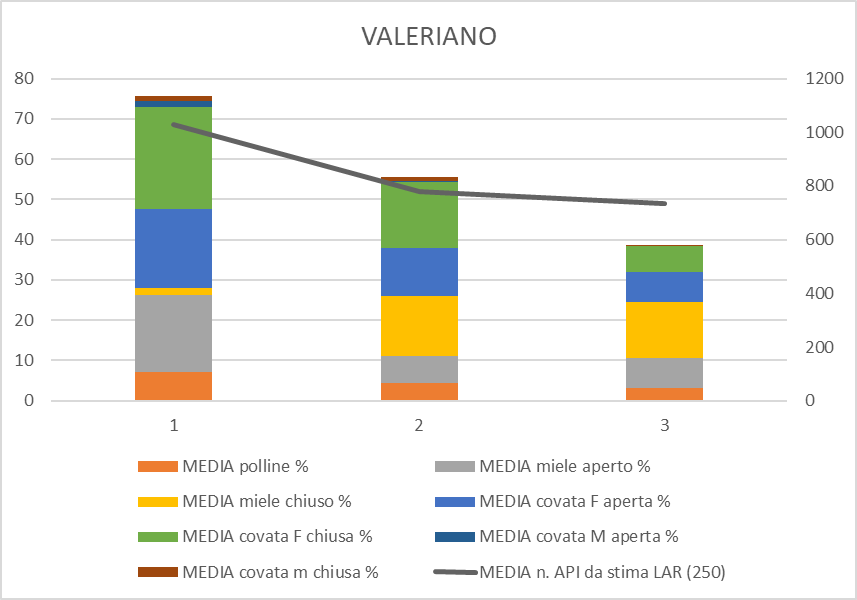 VALERIANO
80 1200
70 1000
60 800
50 600
40 400
30 200
20 0
10
0
1 2 3
MEDIA polline % MEDIA miele aperto %
MEDIA miele chiuso % MEDIA covata F aperta %
MEDIA covata F chiusa % MEDIA covata M aperta %
MEDIA covata m chiusa % MEDIA n. API da stima LAR (250)